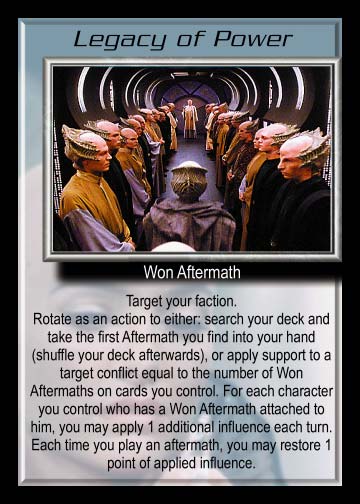 Legacy of Power
Won Aftermath
Target your faction.
Rotate as an action to either: search your deck and
take the first Aftermath you find into your hand
(shuffle your deck afterwards), or apply support to a
target conflict equal to the number of Won
Aftermaths on cards you control. For each character
you control who has a Won Aftermath attached to
him, you may apply 1 additional influence each turn.
Each time you play an aftermath, you may restore 1
point of applied influence.